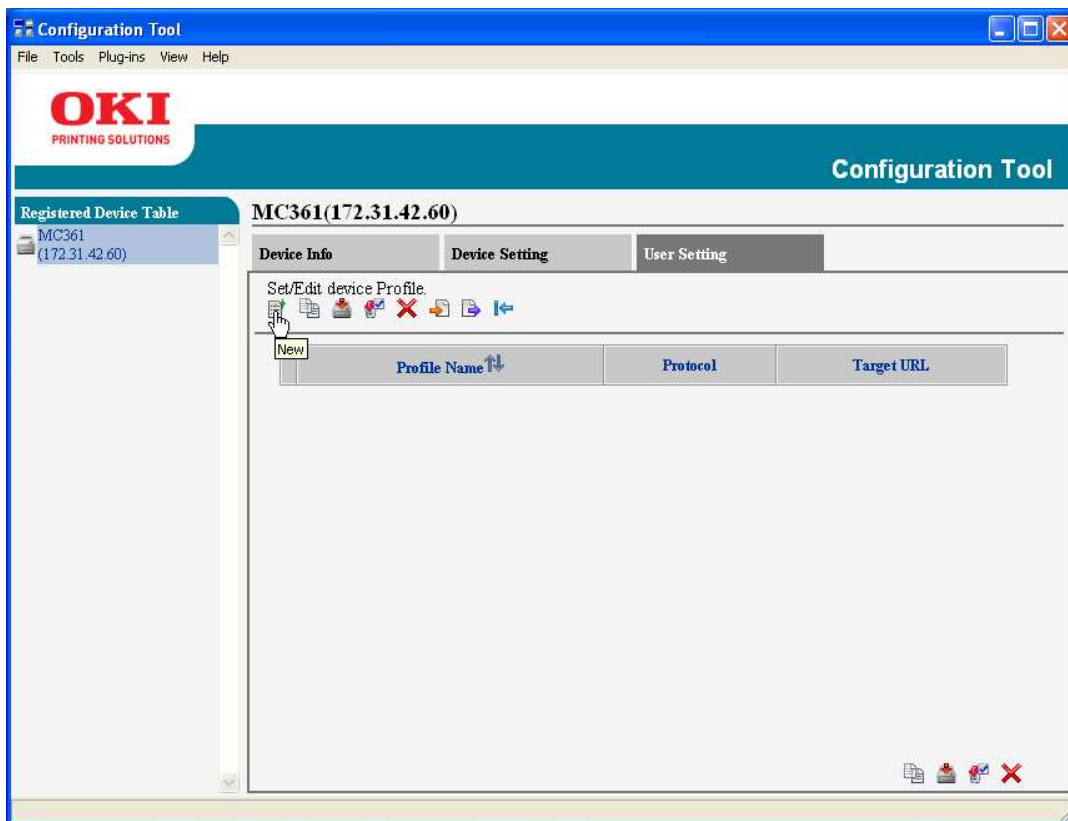 Configuration Tool
File Tools Plug-ins View Help
OKI
PRINTING SOLUTIONS
Configuration Tool
Registered Device Table
MC361
(172.31.42.60)
MC361(172.31.42.60)
Device Info Device Setting User Setting
Set/Edit device Profile.
New
Profile Name Protocol Target URL